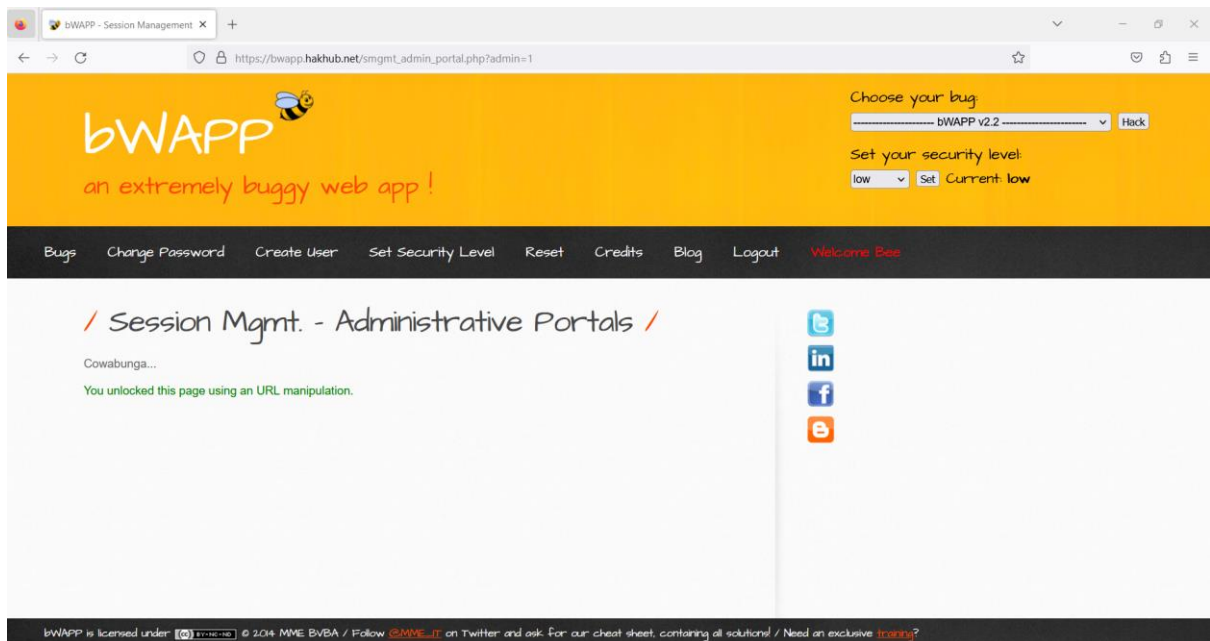 bWAPP - Session Management
https://bwapp.hakhub.net/smgmt_admin_portal.php?admin=1
bWAPP
an extremely buggy web app !
Choose your bug:
---------------------- bWAPP v2.2 ----------------------- Hack
Set your security level:
low Set Current: low
Bugs Change Password Create User Set Security Level Reset Credits Blog Logout Welcome Bee
/ Session Mgmt. - Administrative Portals /
Cowabunga...
You unlocked this page using an URL manipulation.
bWAPP is licensed under (cc) BY-NC-ND © 2014 MME BVBA / Follow @MME_IT on Twitter and ask for our cheat sheet, containing all solutions! / Need an exclusive training?